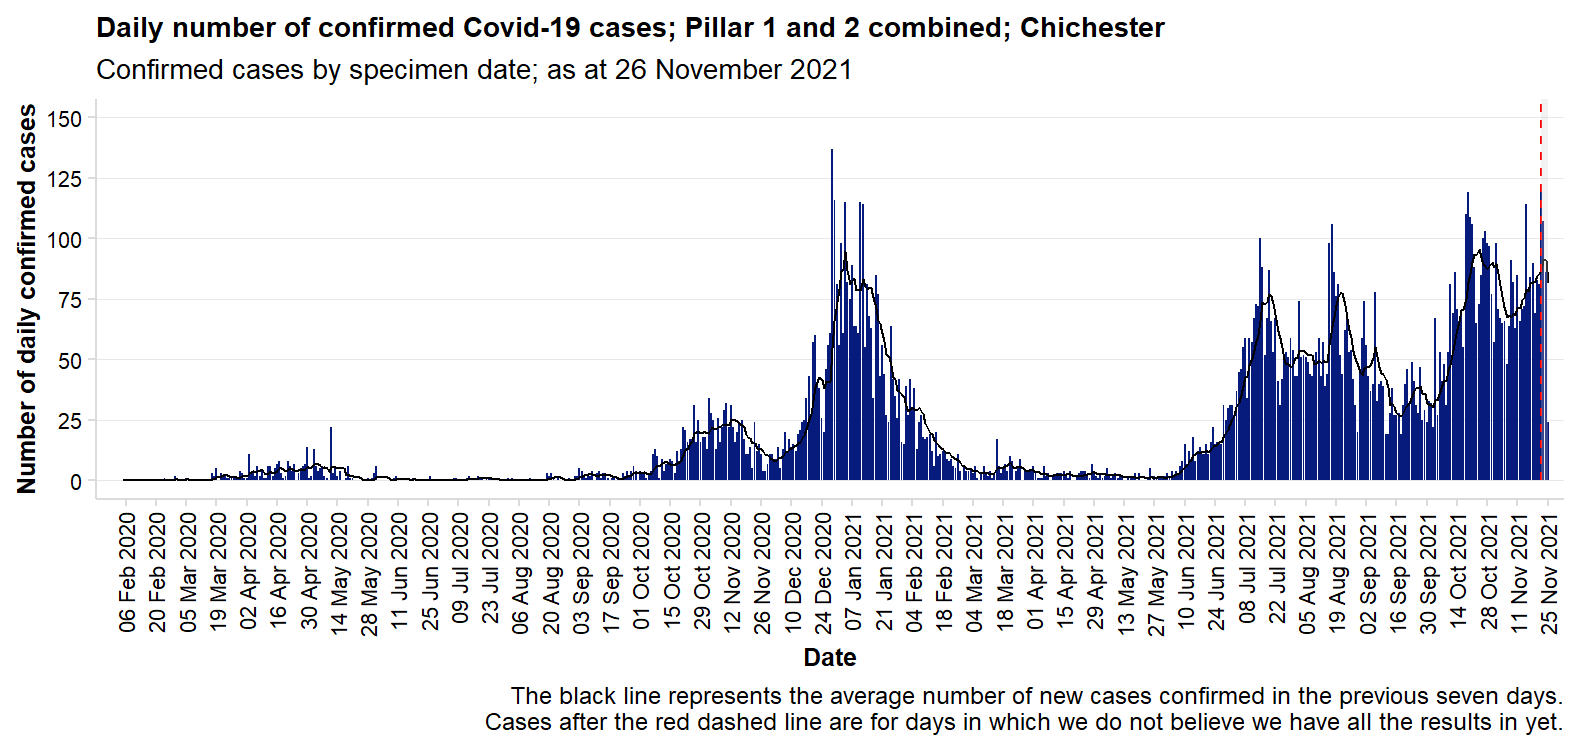 Daily number of confirmed Covid-19 cases; Pillar 1 and 2 combined; Chichester
Confirmed cases by specimen date; as at 26 November 2021
Number of daily confirmed cases
150
125
100
75
50
25
0
06 Feb 2020
20 Feb 2020
05 Mar 2020
19 Mar 2020
02 Apr 2020
16 Apr 2020
30 Apr 2020
14 May 2020
28 May 2020
11 Jun 2020
25 Jun 2020
09 Jul 2020
23 Jul 2020
06 Aug 2020
20 Aug 2020
03 Sep 2020
17 Sep 2020
01 Oct 2020
15 Oct 2020
29 Oct 2020
12 Nov 2020
26 Nov 2020
10 Dec 2020
24 Dec 2020
07 Jan 2021
21 Jan 2021
04 Feb 2021
18 Feb 2021
04 Mar 2021
18 Mar 2021
01 Apr 2021
15 Apr 2021
29 Apr 2021
13 May 2021
27 May 2021
10 Jun 2021
24 Jun 2021
08 Jul 2021
22 Jul 2021
05 Aug 2021
19 Aug 2021
02 Sep 2021
16 Sep 2021
30 Sep 2021
14 Oct 2021
28 Oct 2021
11 Nov 2021
25 Nov 2021
Date
The black line represents the average number of new cases confirmed in the previous seven days.
Cases after the red dashed line are for days in which we do not believe we have all the results in yet.